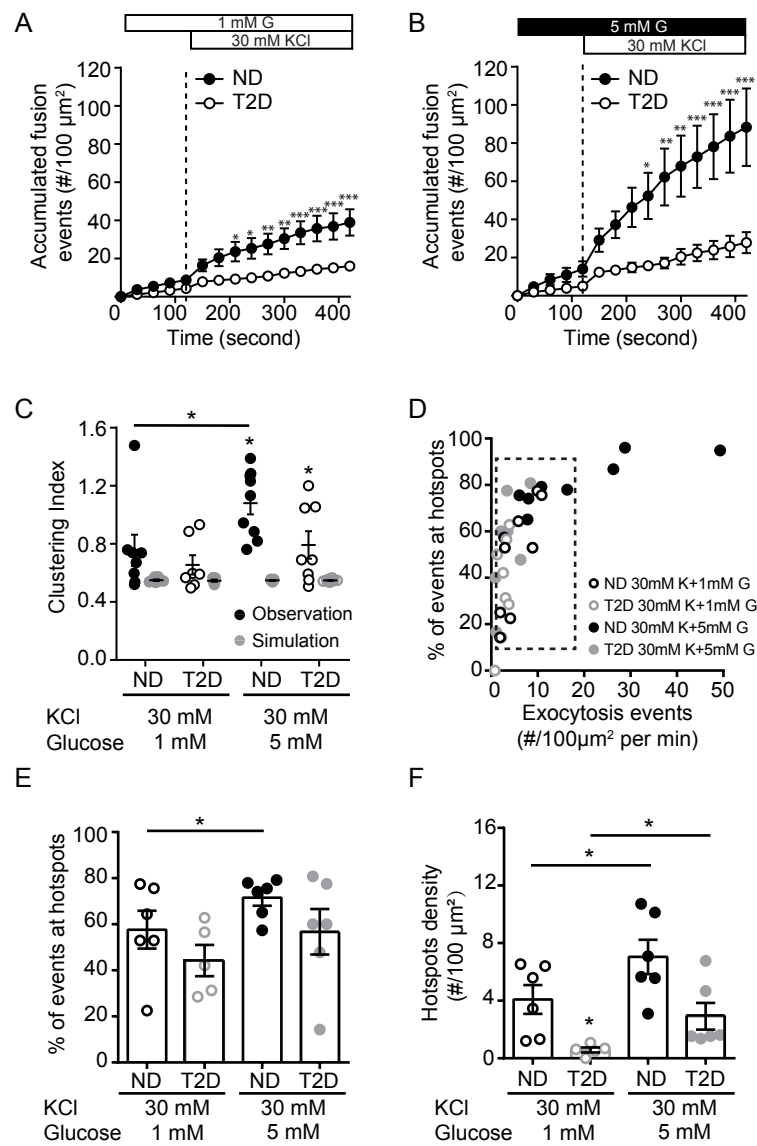 A
1 mM G
30 mM KCl
Accumulated fusion
events (#/100 µm²)
120
100
80
60
40
20
0
100
200
300
400
Time (second)
ND
T2D
* * ** ** *** *** *** ***
B
5 mM G
30 mM KCl
Accumulated fusion
events (#/100 µm²)
120
100
80
60
40
20
0
100
200
300
400
Time (second)
ND
T2D
* ** ** *** *** *** ***
C
Clustering Index
1.6
1.2
0.8
0.4
0.0
*
*
*
Observation
Simulation
ND T2D ND T2D
KCl 30 mM 30 mM
Glucose 1 mM 5 mM
D
% of events at hotspots
100
80
60
40
20
0
ND 30mM K+1mM G
T2D 30mM K+1mM G
ND 30mM K+5mM G
T2D 30mM K+5mM G
0 10 20 30 40 50
Exocytosis events
(#/100µm² per min)
E
% of events at hotspots
100
80
60
40
20
0
*
ND T2D ND T2D
KCl 30 mM 30 mM
Glucose 1 mM 5 mM
F
Hotspots density
(#/100 µm²)
16
12
8
4
0
*
*
*
ND T2D ND T2D
KCl 30 mM 30 mM
Glucose 1 mM 5 mM